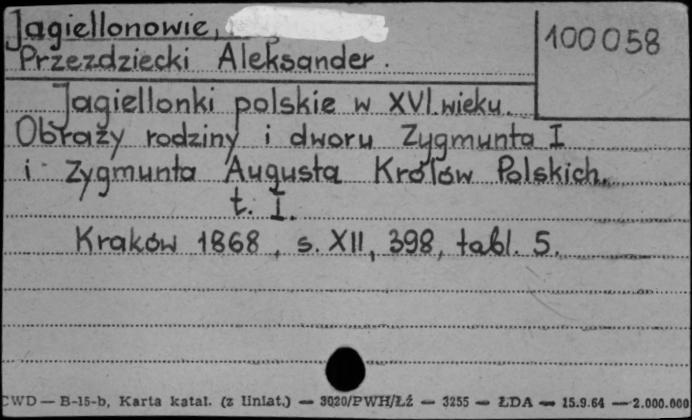 Jagiellonowie,
100058
Przezdziecki Aleksander.
Jagiellonki polskie w XVI wieku.
Obrazy rodziny i dworu Zygmunta I
i Zygmunta Augusta Królów Polskich.
t. I.
Kraków 1868, s. XII, 398, tabl. 5.
CWD — B-15-b, Karta katal. (z liniat.) — 3020/PWH/Łź — 3255 — ŁDA — 15.9.64 — 2.000.000